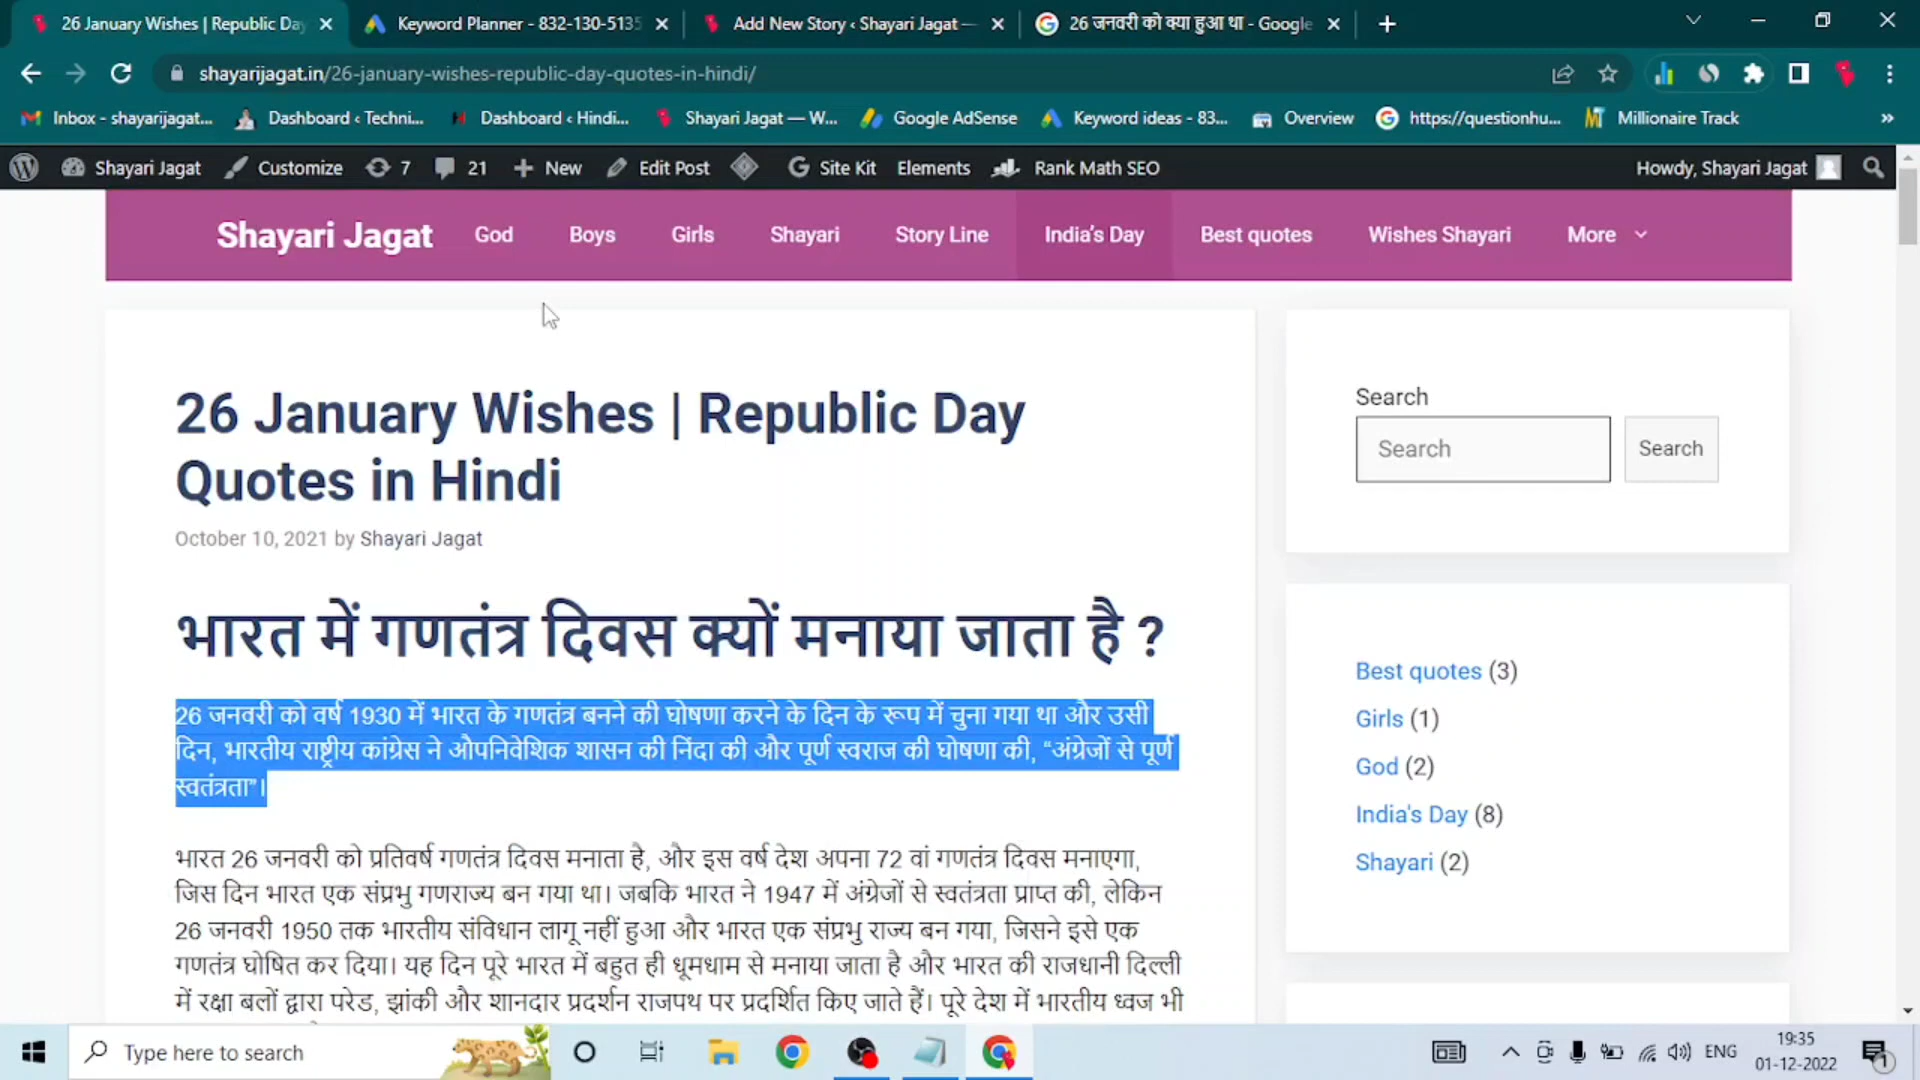 26 January Wishes | Republic Day
Keyword Planner - 832-130-5135
Add New Story ‹ Shayari Jagat —
26 जनवरी को क्या हुआ था - Google
shayarijagat.in/26-january-wishes-republic-day-quotes-in-hindi/
Inbox - shayarijagat...
Dashboard ‹ Techni...
Dashboard ‹ Hindi...
Shayari Jagat — W...
Google AdSense
Keyword ideas - 83...
Overview
https://questionhu...
Millionaire Track
»
Shayari Jagat
Customize
7
21
New
Edit Post
Site Kit
Elements
Rank Math SEO
Howdy, Shayari Jagat
Shayari Jagat
God
Boys
Girls
Shayari
Story Line
India's Day
Best quotes
Wishes Shayari
More
26 January Wishes | Republic Day
Quotes in Hindi
October 10, 2021 by Shayari Jagat
भारत में गणतंत्र दिवस क्यों मनाया जाता है ?
26 जनवरी को वर्ष 1930 में भारत के गणतंत्र बनने की घोषणा करने के दिन के रूप में चुना गया था और उसी
दिन, भारतीय राष्ट्रीय कांग्रेस ने औपनिवेशिक शासन की निंदा की और पूर्ण स्वराज की घोषणा की, “अंग्रेजों से पूर्ण
स्वतंत्रता”।
भारत 26 जनवरी को प्रतिवर्ष गणतंत्र दिवस मनाता है, और इस वर्ष देश अपना 72 वां गणतंत्र दिवस मनाएगा,
जिस दिन भारत एक संप्रभु गणराज्य बन गया था। जबकि भारत ने 1947 में अंग्रेजों से स्वतंत्रता प्राप्त की, लेकिन
26 जनवरी 1950 तक भारतीय संविधान लागू नहीं हुआ और भारत एक संप्रभु राज्य बन गया, जिसने इसे एक
गणतंत्र घोषित कर दिया। यह दिन पूरे भारत में बहुत ही धूमधाम से मनाया जाता है और भारत की राजधानी दिल्ली
में रक्षा बलों द्वारा परेड, झांकी और शानदार प्रदर्शन राजपथ पर प्रदर्शित किए जाते हैं। पूरे देश में भारतीय ध्वज भी
Search
Search
Search
Best quotes (3)
Girls (1)
God (2)
India's Day (8)
Shayari (2)
Type here to search
ENG
19:35
01-12-2022
1